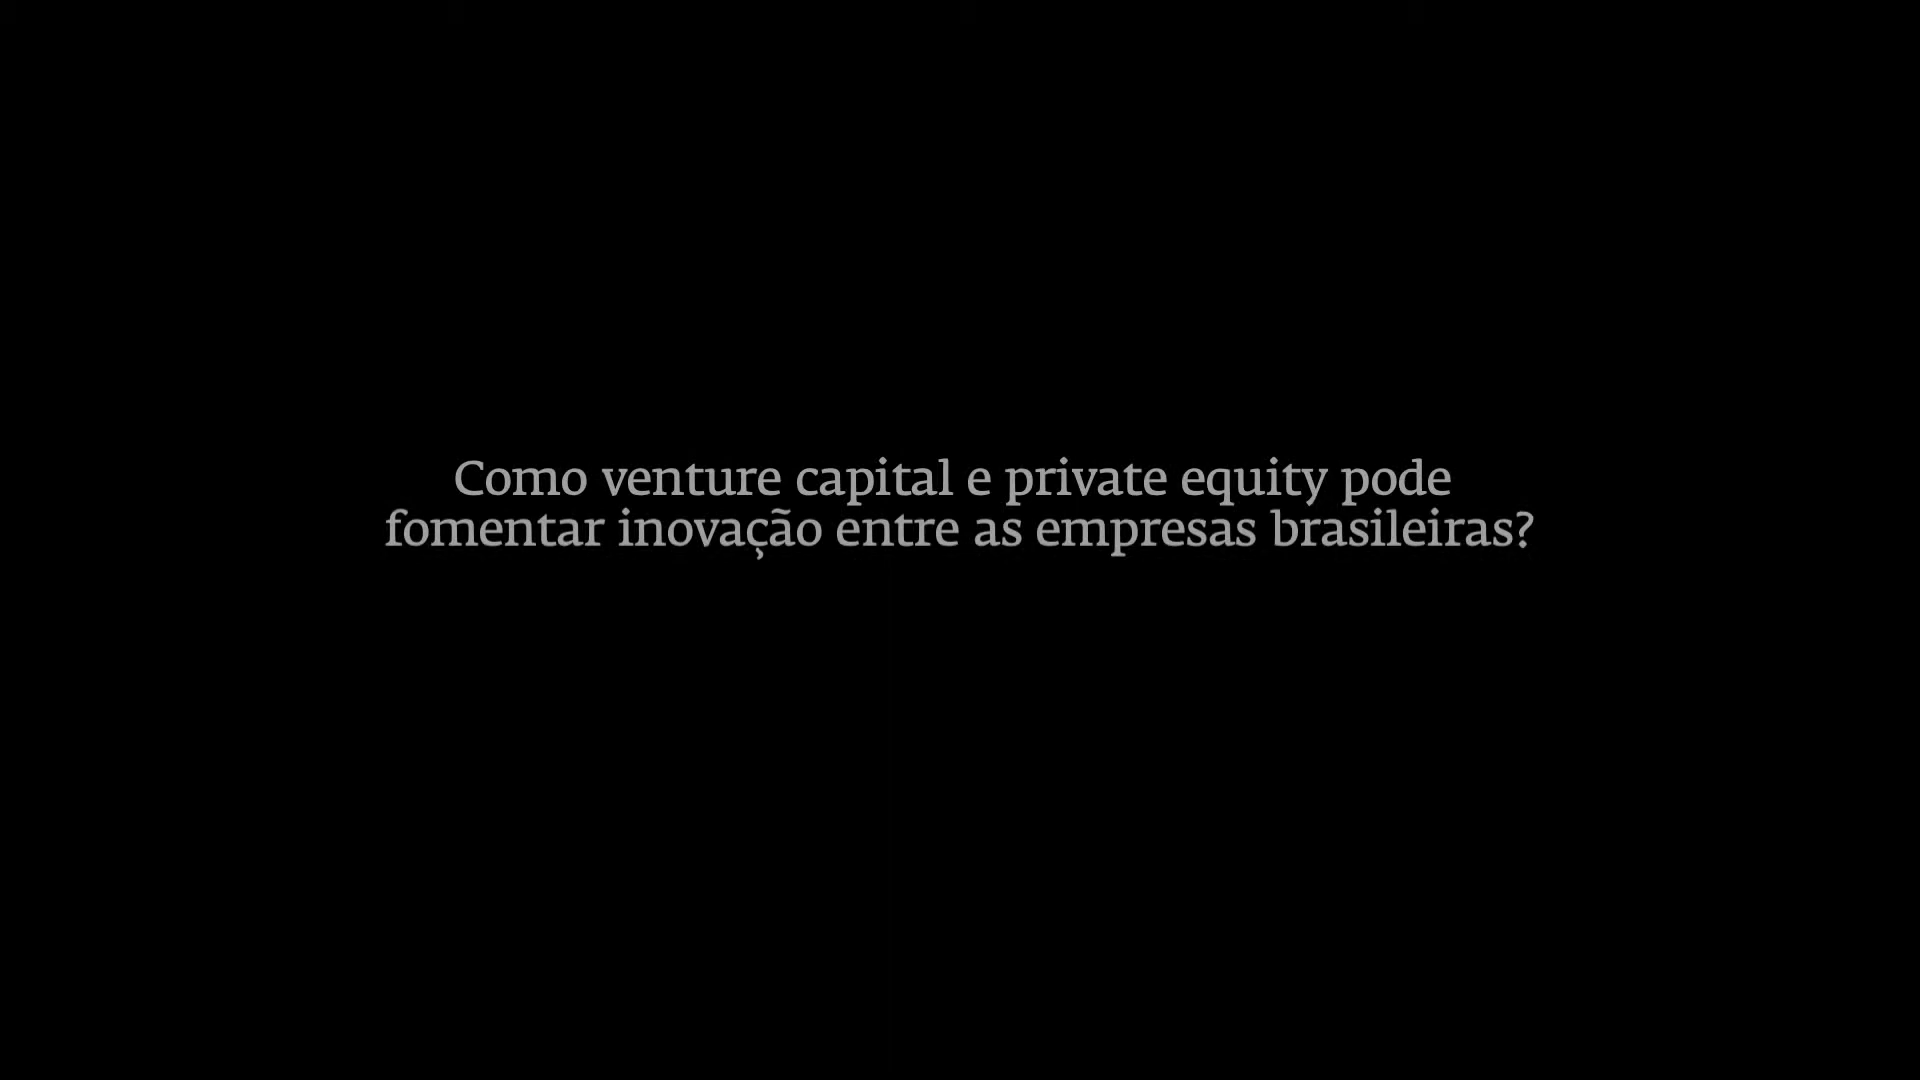 Como venture capital e private equity pode
fomentar inovação entre as empresas brasileiras?